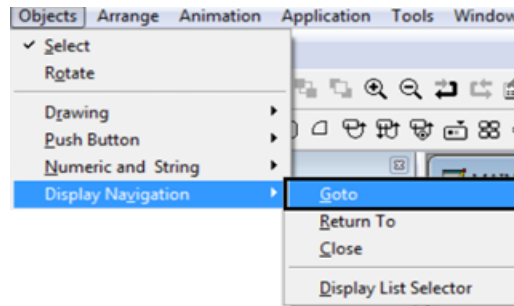 Objects Arrange Animation Application Tools Window
✓ Select
Rotate
Drawing
Push Button
Numeric and String
Display Navigation
Goto
Return To
Close
Display List Selector